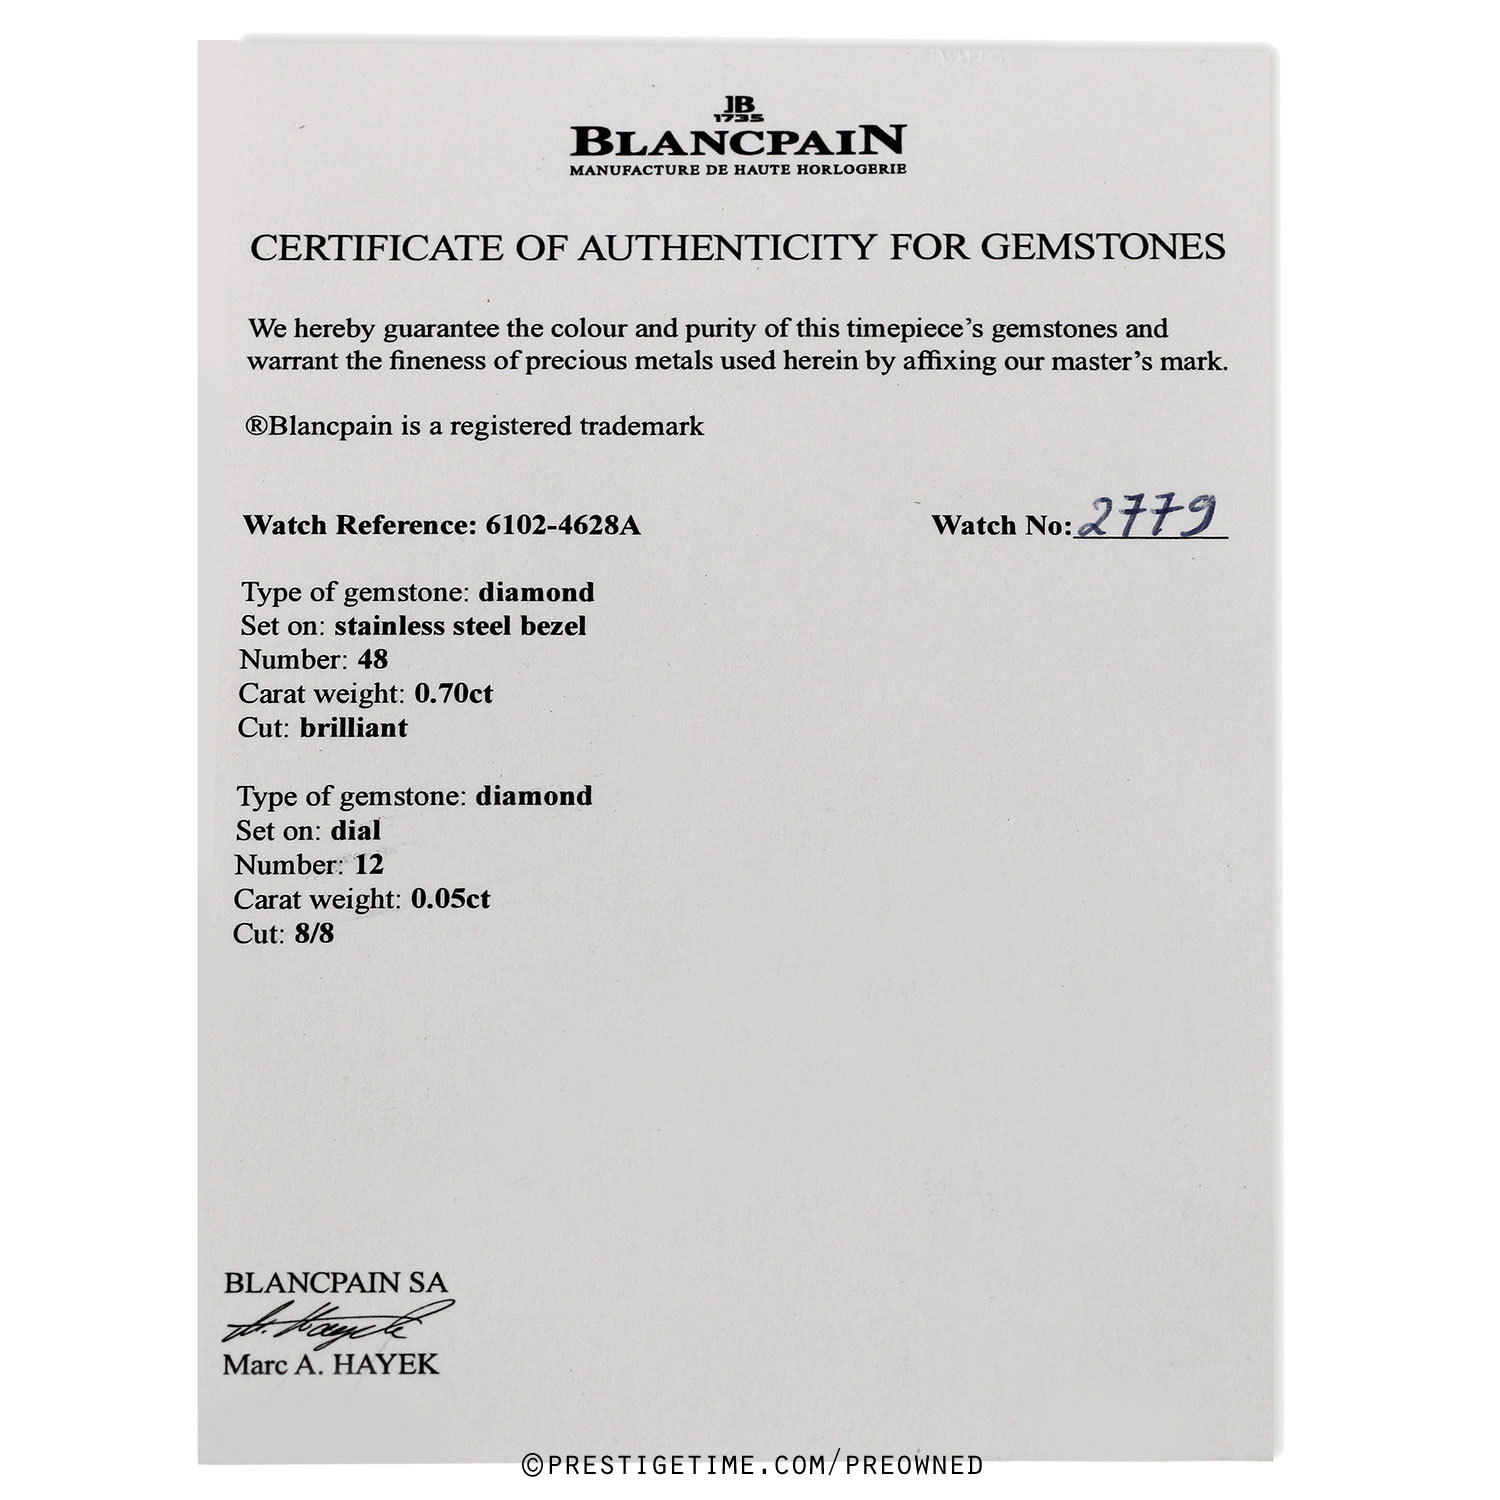 JB
1735
BLANCPAIN
MANUFACTURE DE HAUTE HORLOGERIE
CERTIFICATE OF AUTHENTICITY FOR GEMSTONES
We hereby guarantee the colour and purity of this timepiece's gemstones and
warrant the fineness of precious metals used herein by affixing our master's mark.
®Blancpain is a registered trademark
Watch Reference: 6102-4628A Watch No: 2779
Type of gemstone: diamond
Set on: stainless steel bezel
Number: 48
Carat weight: 0.70ct
Cut: brilliant
Type of gemstone: diamond
Set on: dial
Number: 12
Carat weight: 0.05ct
Cut: 8/8
BLANCPAIN SA
Marc A. HAYEK
©PRESTIGETIME.COM/PREOWNED